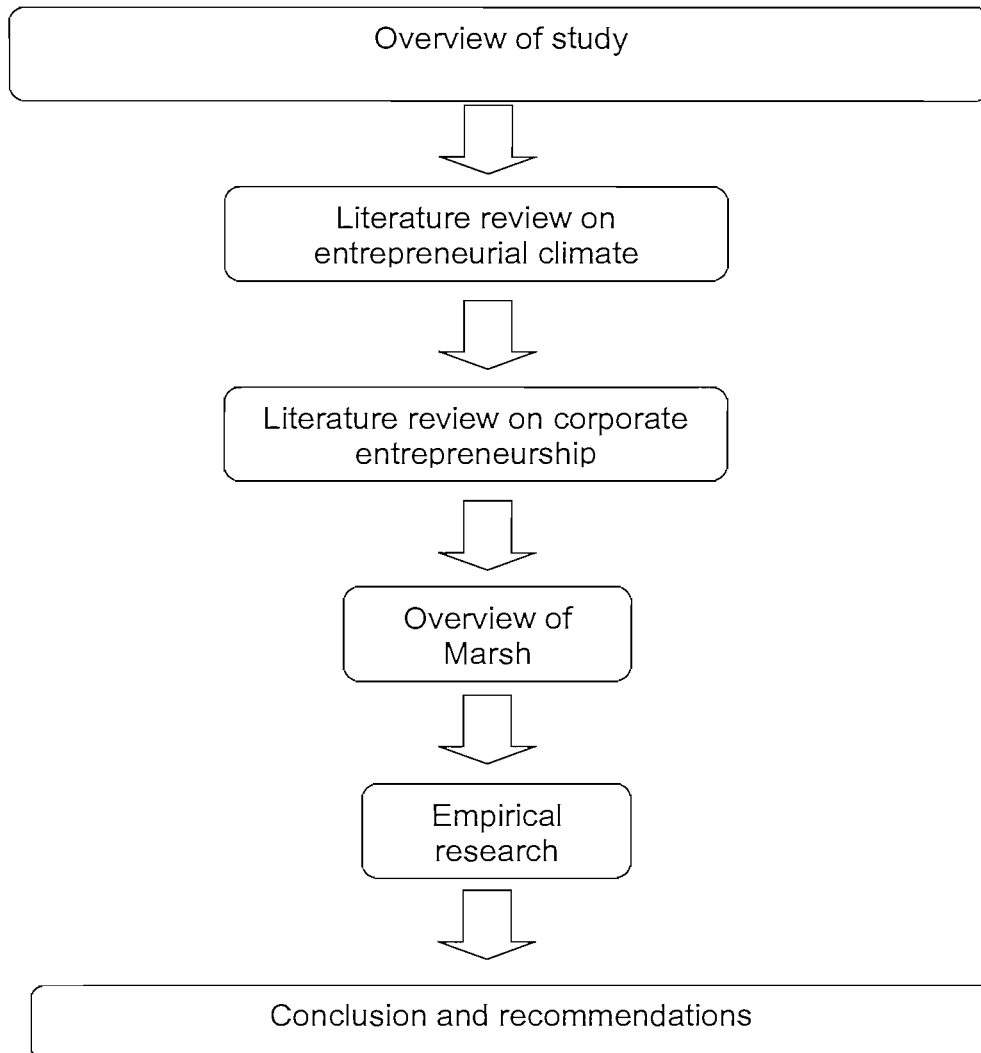 Overview of study
Literature review on
entrepreneurial climate
Literature review on corporate
entrepreneurship
Overview of
Marsh
Empirical
research
Conclusion and recommendations